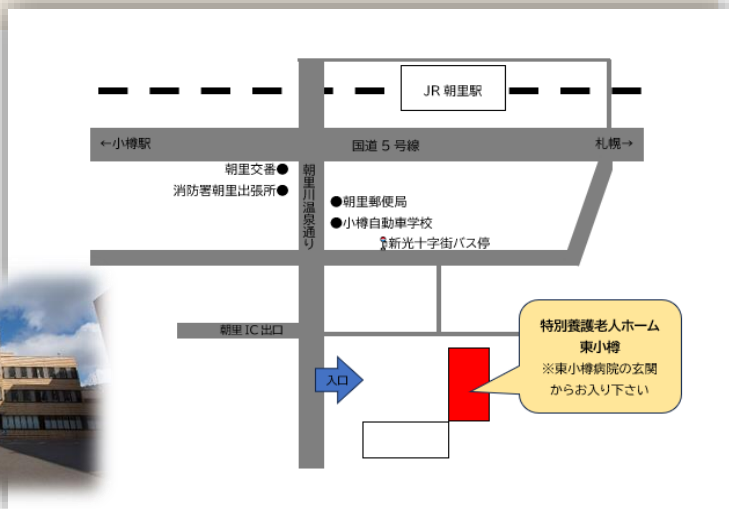 JR 朝里駅
←小樽駅
国道 5 号線
札幌→
朝里交番●
消防署朝里出張所●
朝里川温泉通り
●朝里郵便局
●小樽自動車学校
新光十字街バス停
朝里 IC 出口
入口
特別養護老人ホーム
東小樽
※東小樽病院の玄関
からお入り下さい